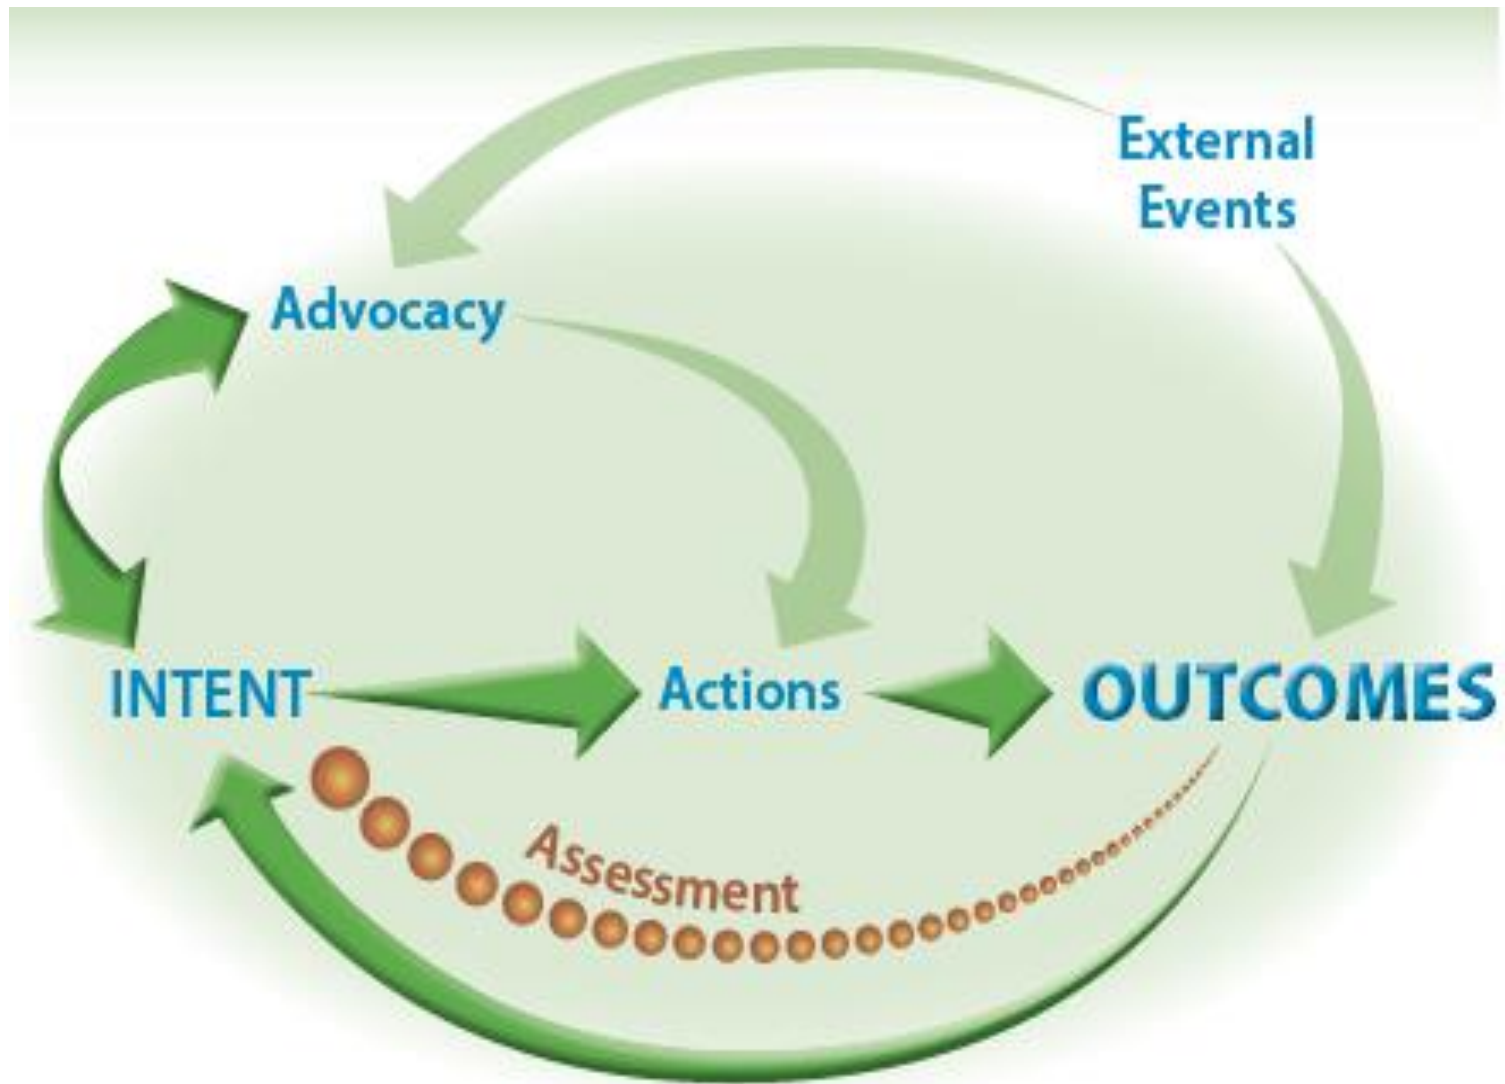 External
Events
Advocacy
INTENT
Actions
OUTCOMES
Assessment